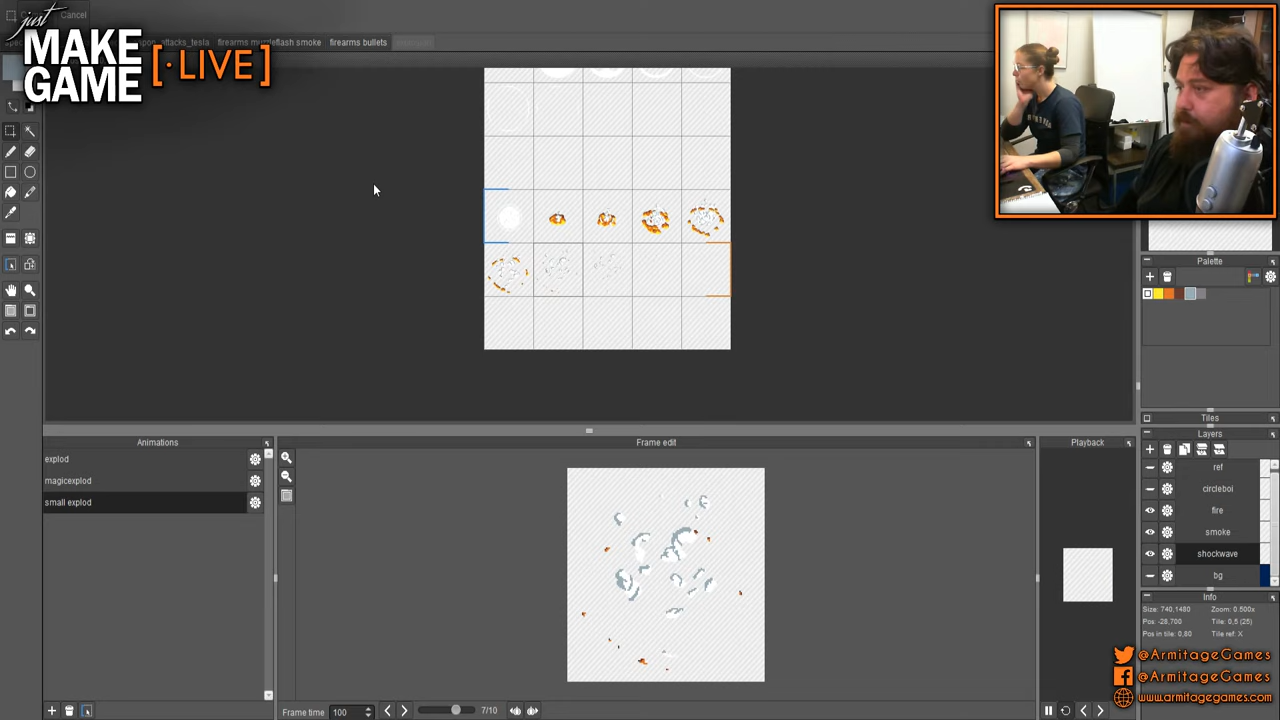 Cancel
just
MAKE
GAME
[·LIVE]
firearms muzzleflash smoke
firearms bullets
Palette
Tiles
Layers
ref
circleboi
fire
smoke
shockwave
bg
Info
Size: 740,1480
Zoom: 0.500x
Pos: -28,700
Tile: 0,5 (25)
Pos in tile: 0,80
Tile ref: X
Animations
explod
magicexplod
small explod
Frame edit
Playback
Frame time
100
7/10
@ArmitageGames
@ArmitageGames
www.armitagegames.com